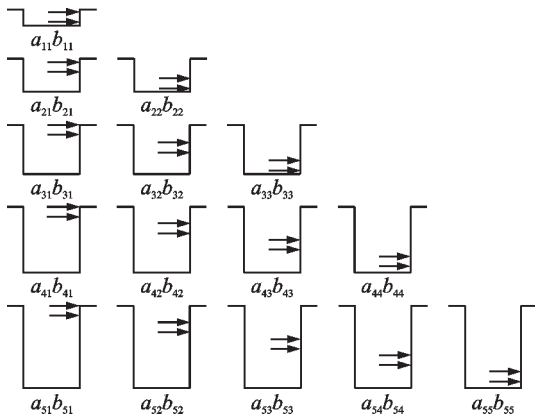 a₁₁b₁₁
a₂₁b₂₁ a₂₂b₂₂
a₃₁b₃₁ a₃₂b₃₂ a₃₃b₃₃
a₄₁b₄₁ a₄₂b₄₂ a₄₃b₄₃ a₄₄b₄₄
a₅₁b₅₁ a₅₂b₅₂ a₅₃b₅₃ a₅₄b₅₄ a₅₅b₅₅